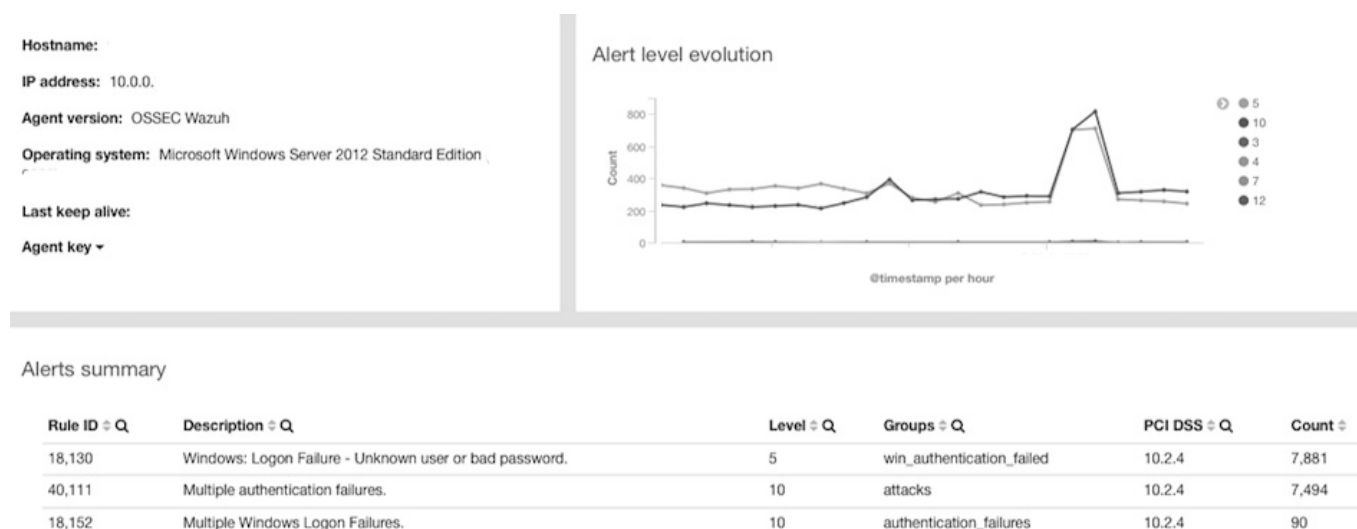 Hostname:
IP address: 10.0.0.
Agent version: OSSEC Wazuh
Operating system: Microsoft Windows Server 2012 Standard Edition
Last keep alive:
Agent key
Alert level evolution
800
600
400
200
0
Count
@timestamp per hour
5
10
3
4
7
12
Alerts summary
Rule ID Description Level Groups PCI DSS Count
18,130 Windows: Logon Failure - Unknown user or bad password. 5 win_authentication_failed 10.2.4 7,881
40,111 Multiple authentication failures. 10 attacks 10.2.4 7,494
18,152 Multiple Windows Logon Failures. 10 authentication_failures 10.2.4 90